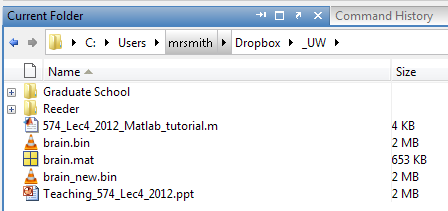 Current Folder
Command History
C: Users mrsmith Dropbox _UW
Name Size
Graduate School
Reeder
574_Lec4_2012_Matlab_tutorial.m 4 KB
brain.bin 2 MB
brain.mat 653 KB
brain_new.bin 2 MB
Teaching_574_Lec4_2012.ppt 2 MB